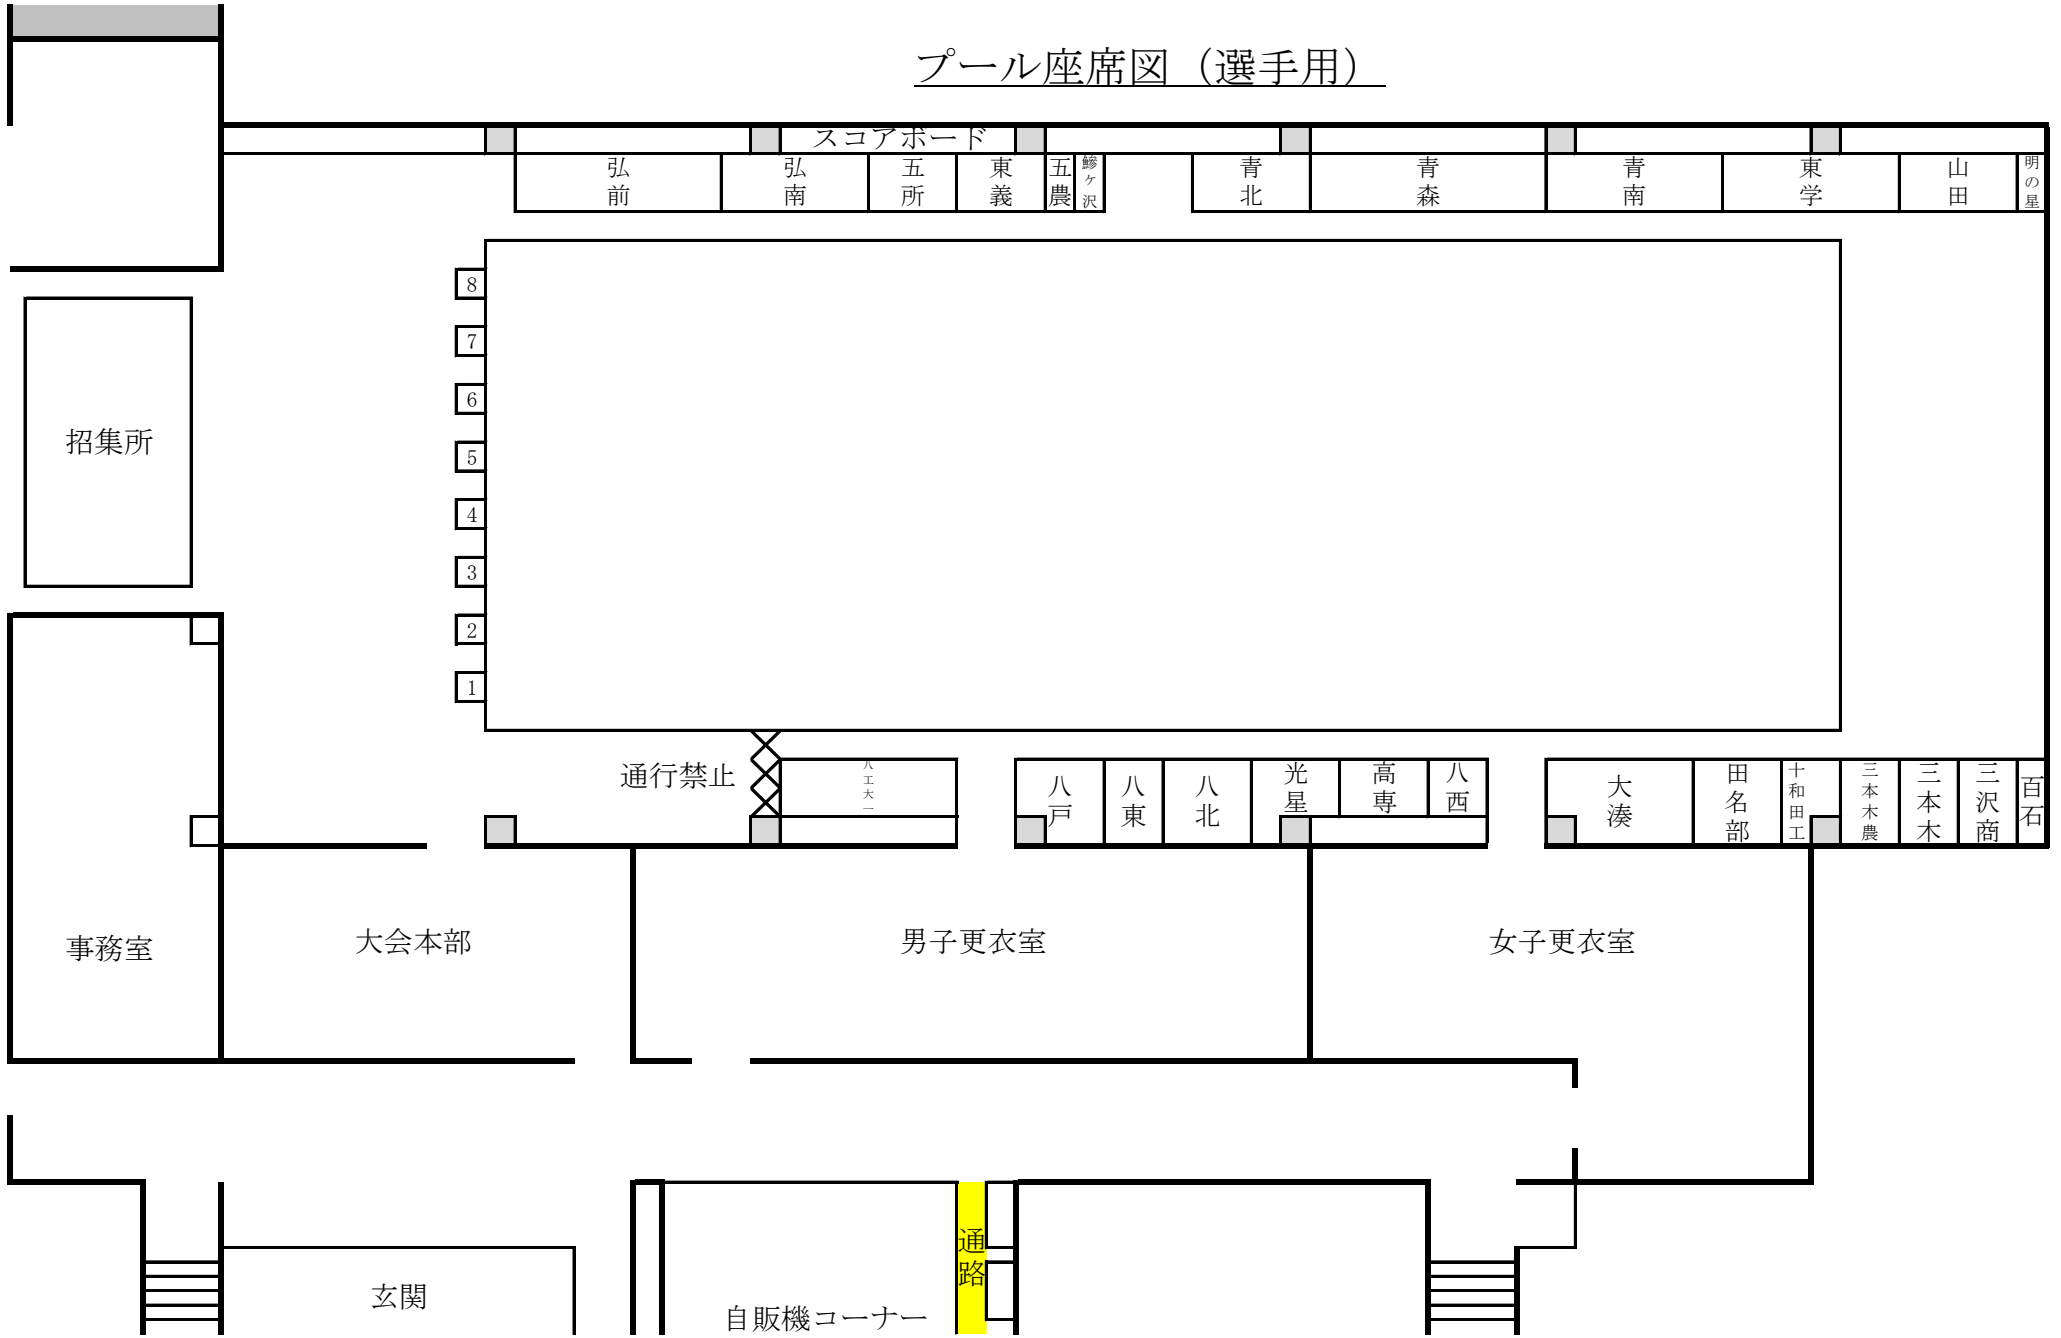 プール座席図（選手用）
スコアボード
弘前
弘南
五所
東義
五農
鰺ヶ沢
青北
青森
青南
東学
山田
明の星
8
7
6
5
4
3
2
1
招集所
通行禁止
八工大一
八戸
八東
八北
光星
高専
八西
大湊
田名部
十和田工
三本木農
三本木
三沢商
百石
事務室
大会本部
男子更衣室
女子更衣室
通路
玄関
自販機コーナー